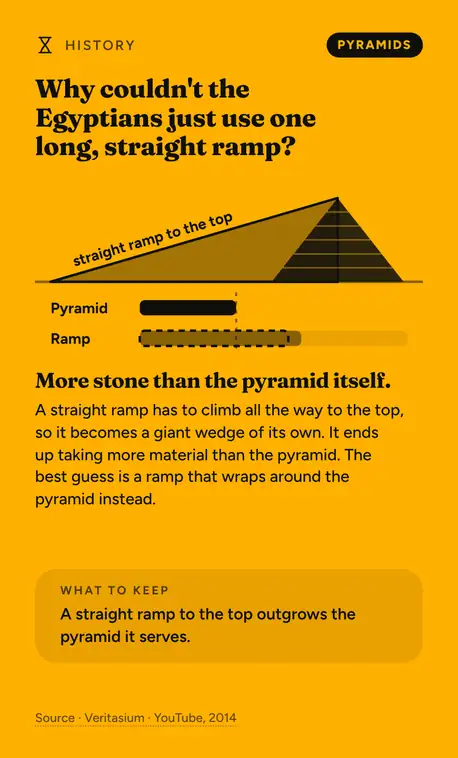 HISTORY
PYRAMIDS
Why couldn't the
Egyptians just use one
long, straight ramp?
straight ramp to the top
Pyramid
Ramp
More stone than the pyramid itself.
A straight ramp has to climb all the way to the top,
so it becomes a giant wedge of its own. It ends
up taking more material than the pyramid. The
best guess is a ramp that wraps around the
pyramid instead.
WHAT TO KEEP
A straight ramp to the top outgrows the
pyramid it serves.
Source · Veritasium · YouTube, 2014